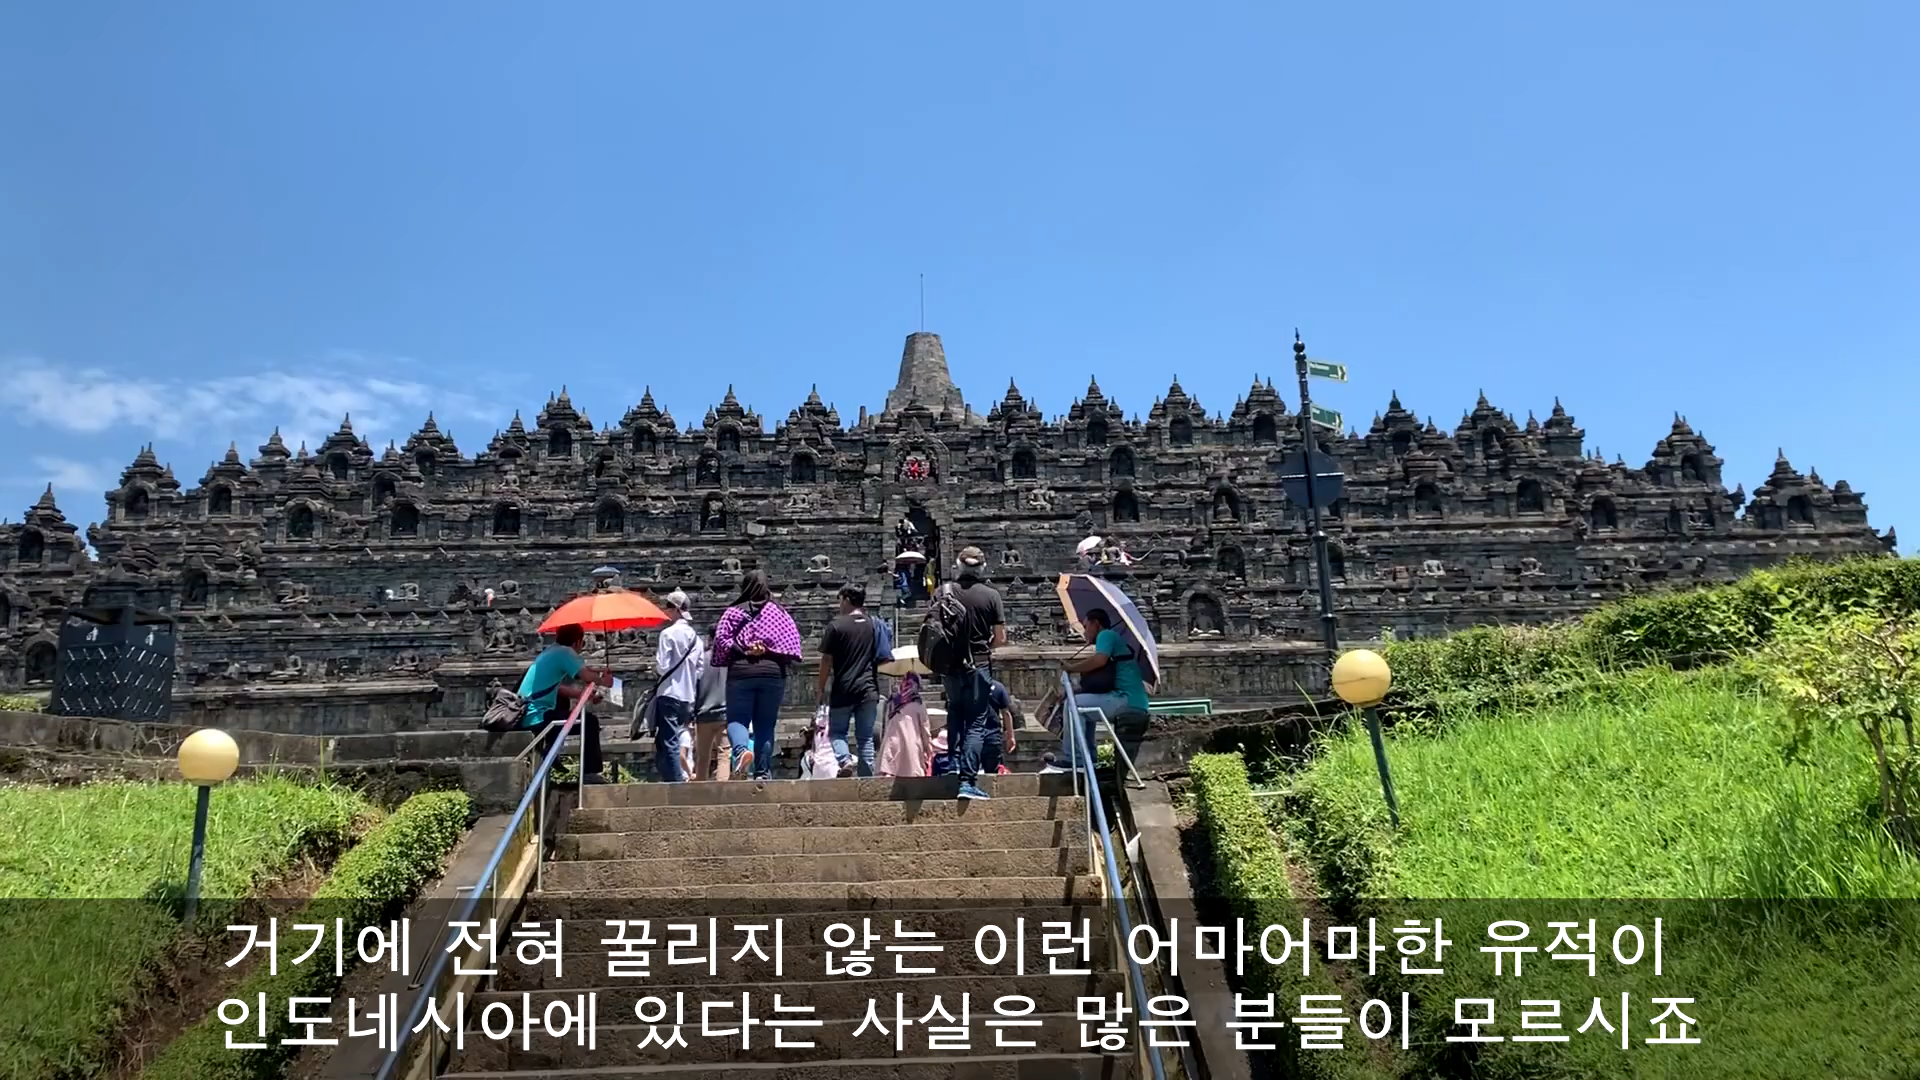 거기에 전혀 꿀리지 않는 이런 어마어마한 유적이
인도네시아에 있다는 사실은 많은 분들이 모르시죠